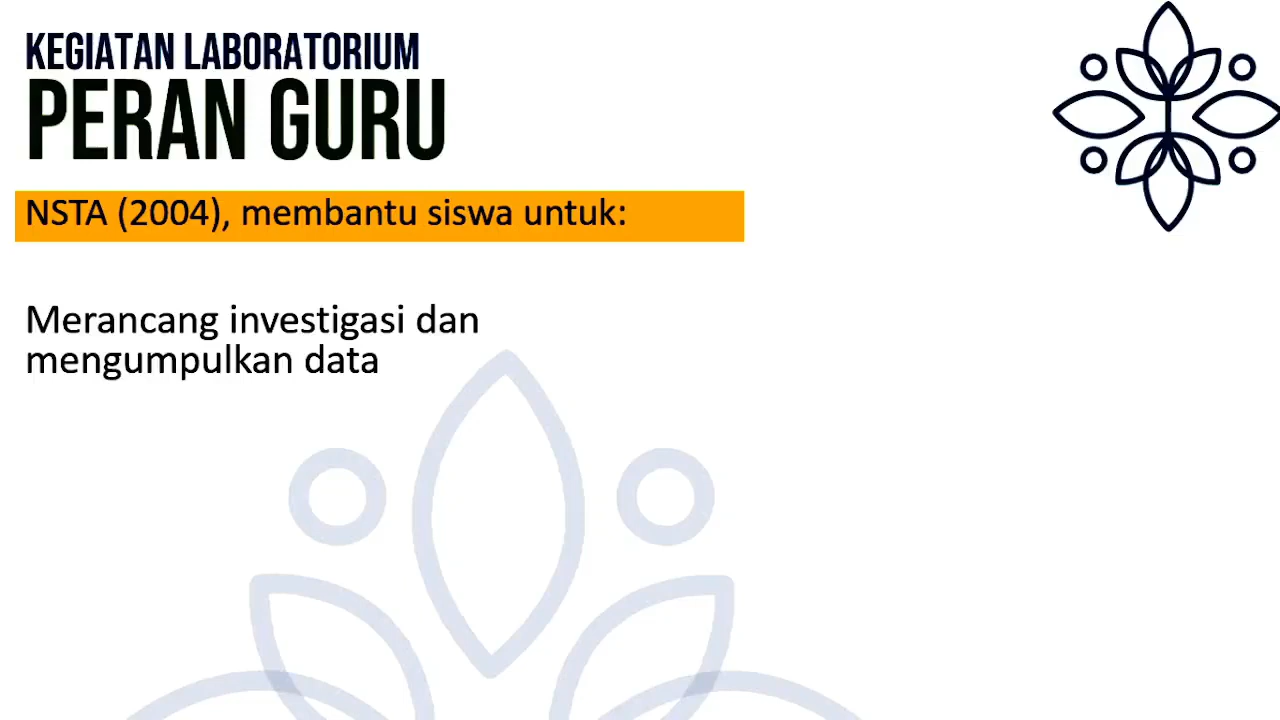 KEGIATAN LABORATORIUM
PERAN GURU
NSTA (2004), membantu siswa untuk:
Merancang investigasi dan
mengumpulkan data